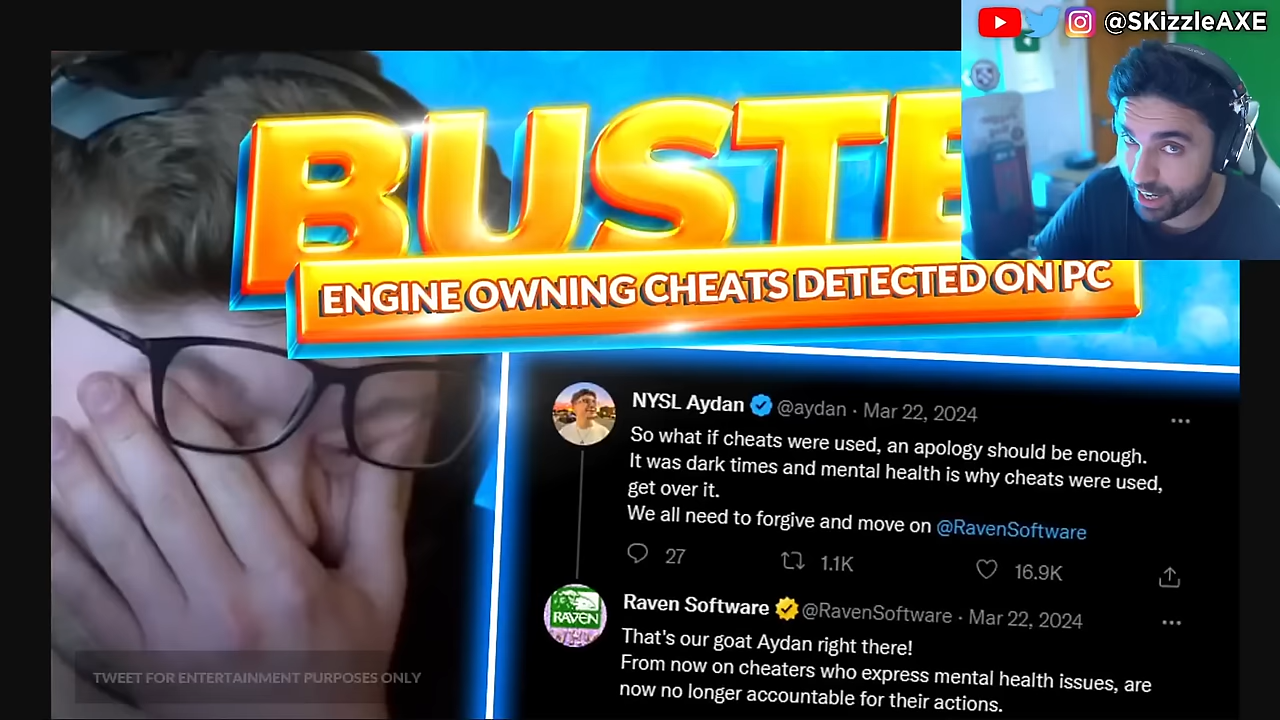 @SKizzleAXE
BUSTE
ENGINE OWNING CHEATS DETECTED ON PC
NYSL Aydan @aydan · Mar 22, 2024
So what if cheats were used, an apology should be enough.
It was dark times and mental health is why cheats were used,
get over it.
We all need to forgive and move on @RavenSoftware
27 1.1K 16.9K
RAVEN
Raven Software @RavenSoftware · Mar 22, 2024
That's our goat Aydan right there!
From now on cheaters who express mental health issues, are
now no longer accountable for their actions.
TWEET FOR ENTERTAINMENT PURPOSES ONLY